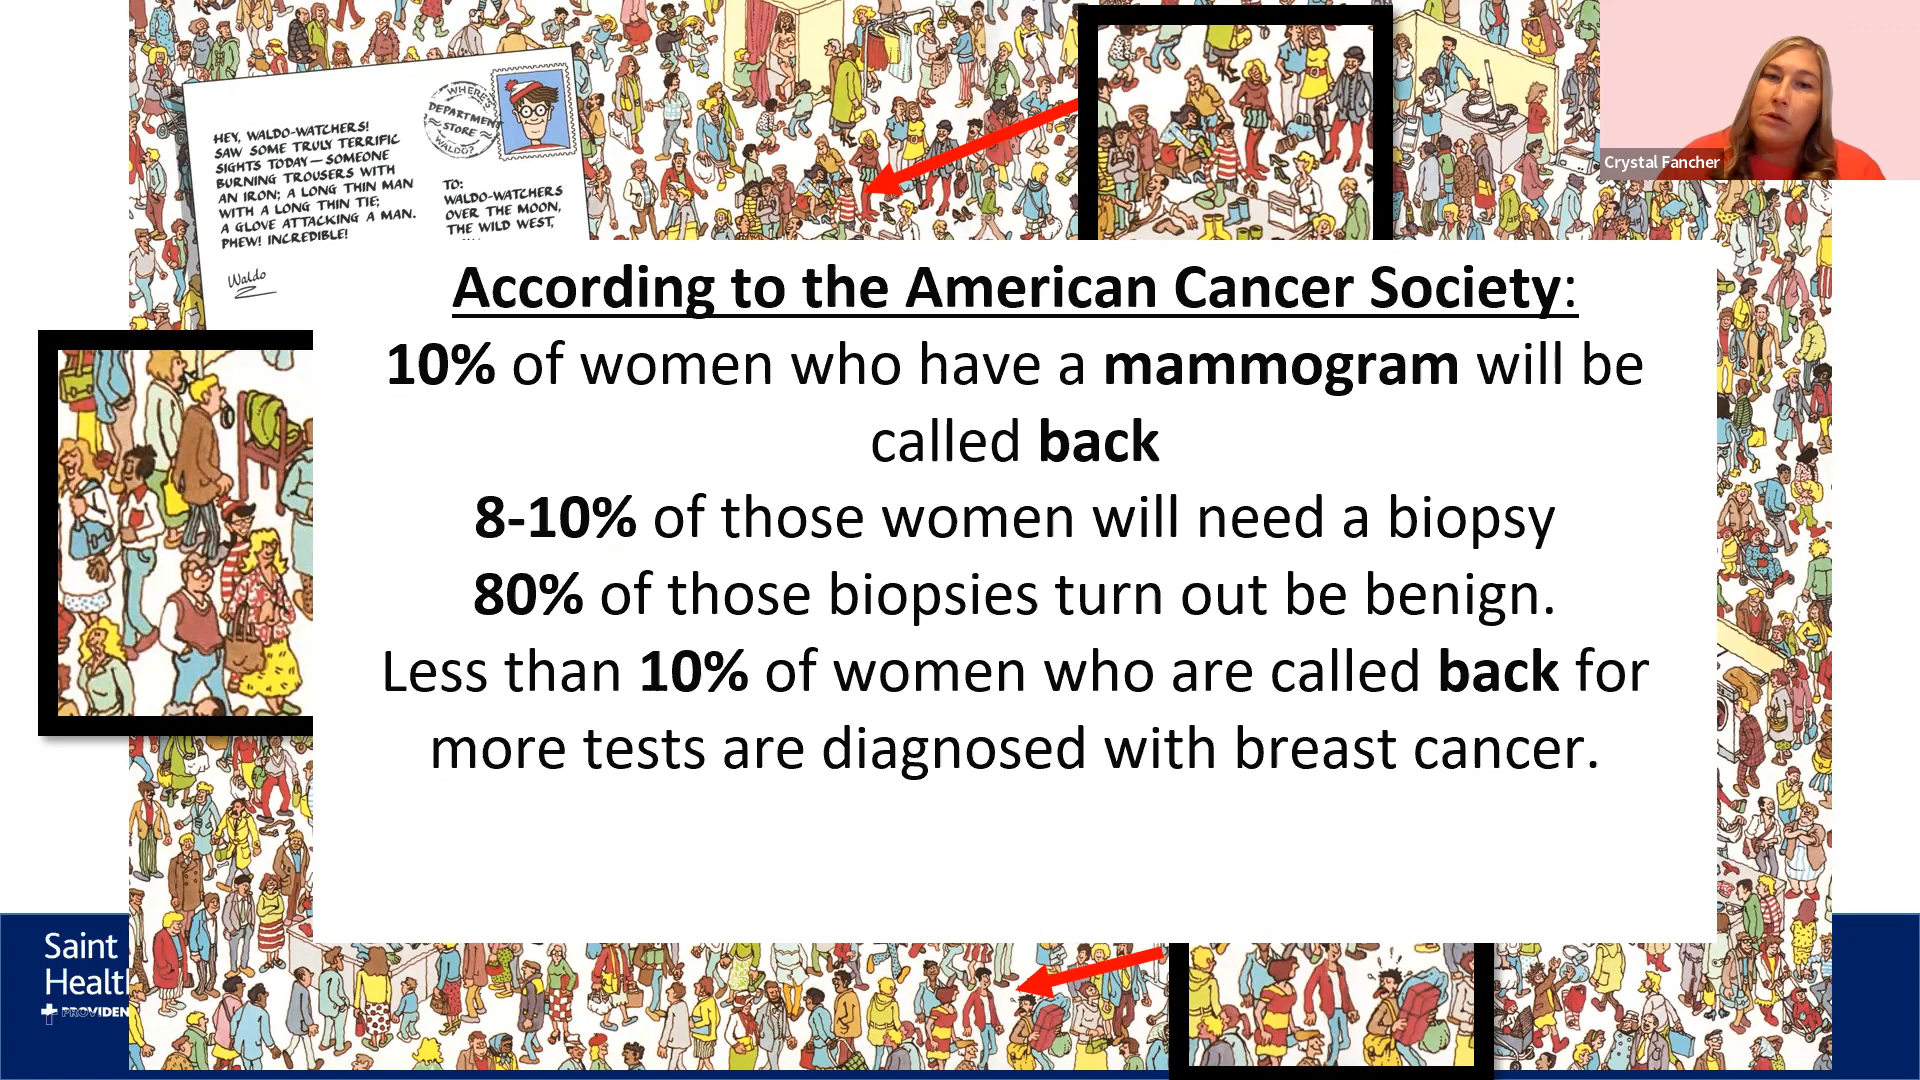 HEY, WALDO-WATCHERS!
SAW SOME TRULY TERRIFIC
SIGHTS TODAY — SOMEONE
BURNING TROUSERS WITH
AN IRON; A LONG THIN MAN
WITH A LONG THIN TIE;
A GLOVE ATTACKING A MAN.
PHEW! INCREDIBLE!
Waldo
WHERE'S
DEPARTMENT
STORE
WALDO?
TO:
WALDO-WATCHERS
OVER THE MOON,
THE WILD WEST,
Crystal Fancher
According to the American Cancer Society:
10% of women who have a mammogram will be
called back
8-10% of those women will need a biopsy
80% of those biopsies turn out be benign.
Less than 10% of women who are called back for
more tests are diagnosed with breast cancer.
Saint
Healt
PROVIDEN